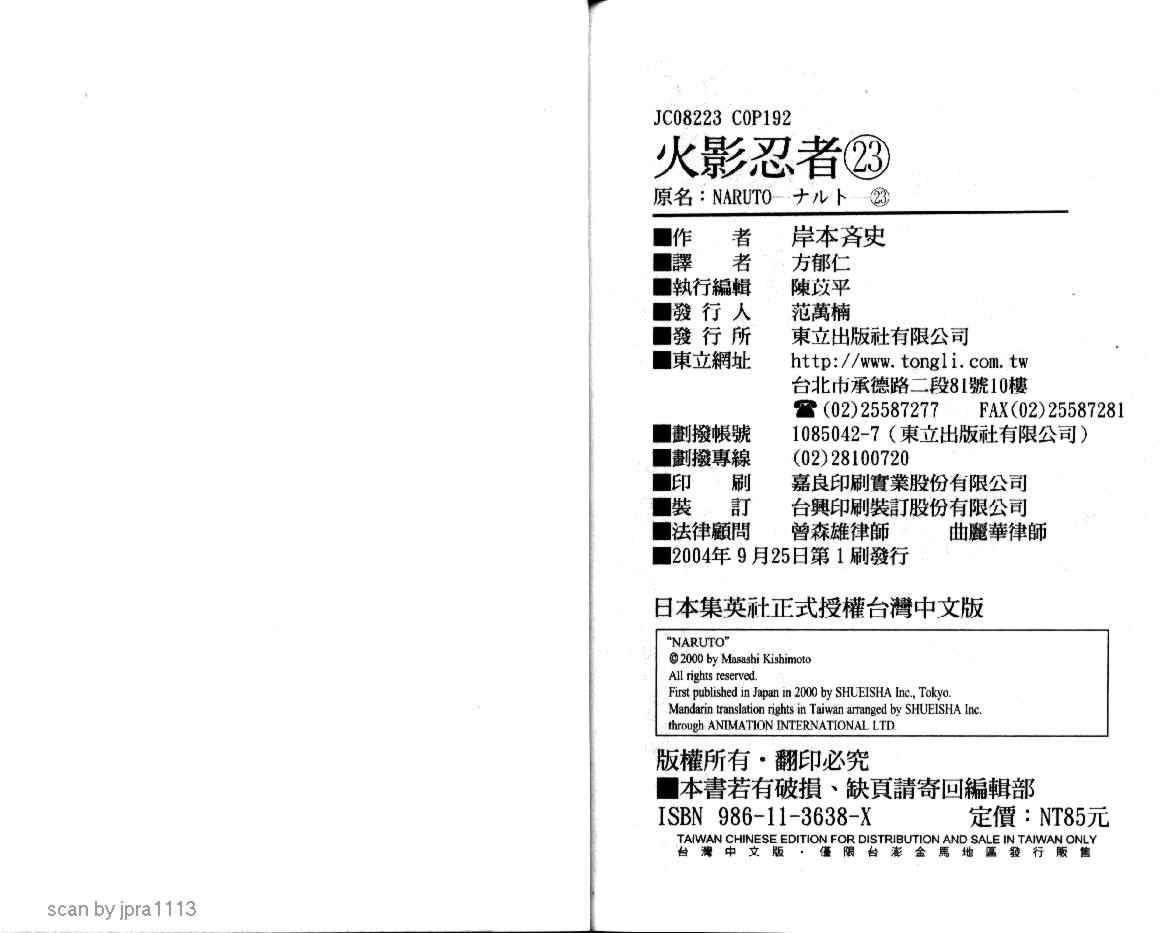 JC08223 COP192
火影忍者㉓
原名：NARUTO－ナルト－㉓
■作　　者　岸本斉史
■譯　　者　方郁仁
■執行編輯　陳苡平
■發 行 人　范萬楠
■發 行 所　東立出版社有限公司
■東立網址　http://www.tongli.com.tw
台北市承德路二段81號10樓
☎(02)25587277　FAX(02)25587281
■劃撥帳號　1085042-7（東立出版社有限公司）
■劃撥專線　(02)28100720
■印　　刷　嘉良印刷實業股份有限公司
■裝　　訂　台興印刷裝訂股份有限公司
■法律顧問　曾森雄律師　　曲麗華律師
■2004年9月25日第1刷發行
日本集英社正式授權台灣中文版
"NARUTO"
© 2000 by Masashi Kishimoto
All rights reserved.
First published in Japan in 2000 by SHUEISHA Inc., Tokyo.
Mandarin translation rights in Taiwan arranged by SHUEISHA Inc.
through ANIMATION INTERNATIONAL LTD.
版權所有・翻印必究
■本書若有破損、缺頁請寄回編輯部
ISBN 986-11-3638-X　定價：NT85元
TAIWAN CHINESE EDITION FOR DISTRIBUTION AND SALE IN TAIWAN ONLY
台灣中文版・僅限台澎金馬地區發行販售
scan by jpra1113